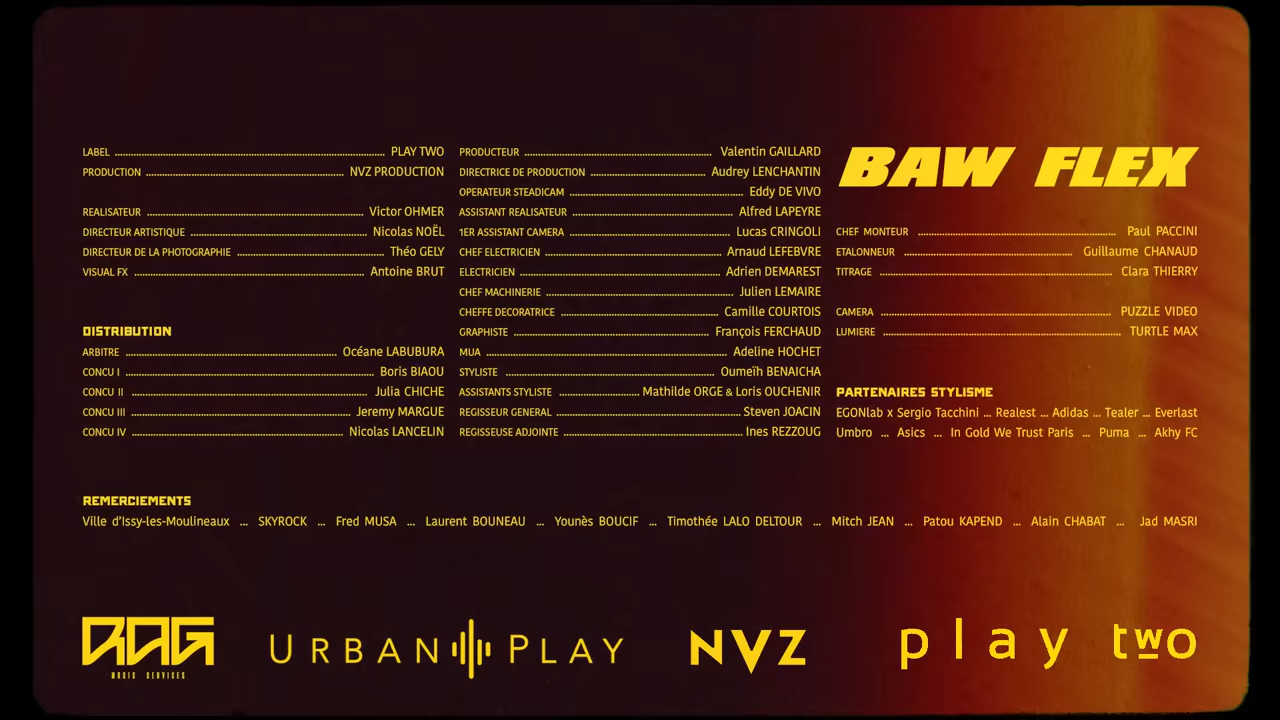 LABEL PLAY TWO
PRODUCTION NVZ PRODUCTION
REALISATEUR Victor OHMER
DIRECTEUR ARTISTIQUE Nicolas NOËL
DIRECTEUR DE LA PHOTOGRAPHIE Théo GELY
VISUAL FX Antoine BRUT
DISTRIBUTION
ARBITRE Océane LABUBURA
CONCU I Boris BIAOU
CONCU II Julia CHICHE
CONCU III Jeremy MARGUE
CONCU IV Nicolas LANCELIN
PRODUCTEUR Valentin GAILLARD
DIRECTRICE DE PRODUCTION Audrey LENCHANTIN
OPERATEUR STEADICAM Eddy DE VIVO
ASSISTANT REALISATEUR Alfred LAPEYRE
1ER ASSISTANT CAMERA Lucas CRINGOLI
CHEF ELECTRICIEN Arnaud LEFEBVRE
ELECTRICIEN Adrien DEMAREST
CHEF MACHINERIE Julien LEMAIRE
CHEFFE DECORATRICE Camille COURTOIS
GRAPHISTE François FERCHAUD
MUA Adeline HOCHET
STYLISTE Oumeïh BENAICHA
ASSISTANTS STYLISTE Mathilde ORGE & Loris OUCHENIR
REGISSEUR GENERAL Steven JOACIN
REGISSEUSE ADJOINTE Ines REZZOUG
BAW FLEX
CHEF MONTEUR Paul PACCINI
ETALONNEUR Guillaume CHANAUD
TITRAGE Clara THIERRY
CAMERA PUZZLE VIDEO
LUMIERE TURTLE MAX
PARTENAIRES STYLISME
EGONlab x Sergio Tacchini ... Realest ... Adidas ... Tealer ... Everlast
Umbro ... Asics ... In Gold We Trust Paris ... Puma ... Akhy FC
REMERCIEMENTS
Ville d'Issy-les-Moulineaux ... SKYROCK ... Fred MUSA ... Laurent BOUNEAU ... Younès BOUCIF ... Timothée LALO DELTOUR ... Mitch JEAN ... Patou KAPEND ... Alain CHABAT ... Jad MASRI
MUSIC SERVICES
URBAN PLAY
NVZ
play two